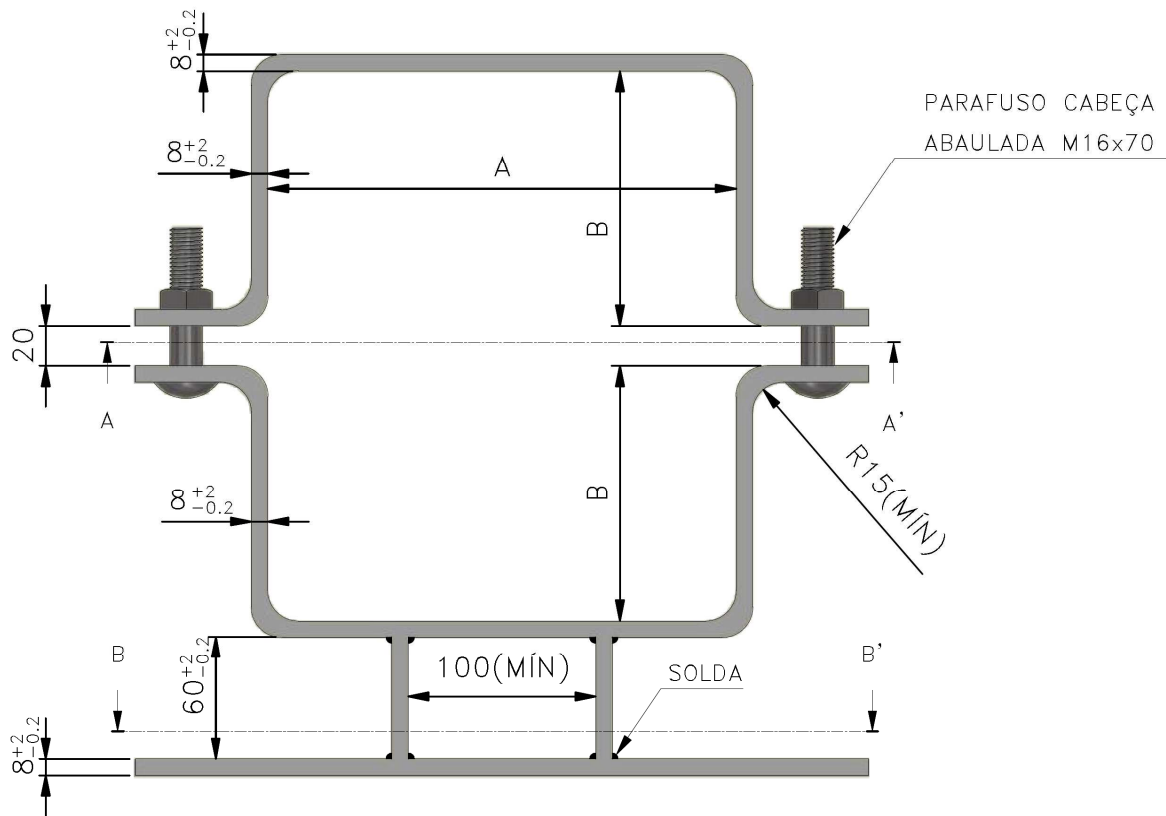 8 +2 -0.2
PARAFUSO CABEÇA
ABAULADA M16x70
8 +2 -0.2
A
B
20
A
A'
R15(MÍN)
B
8 +2 -0.2
B
B'
60 +2 -0.2
100(MÍN)
SOLDA
8 +2 -0.2